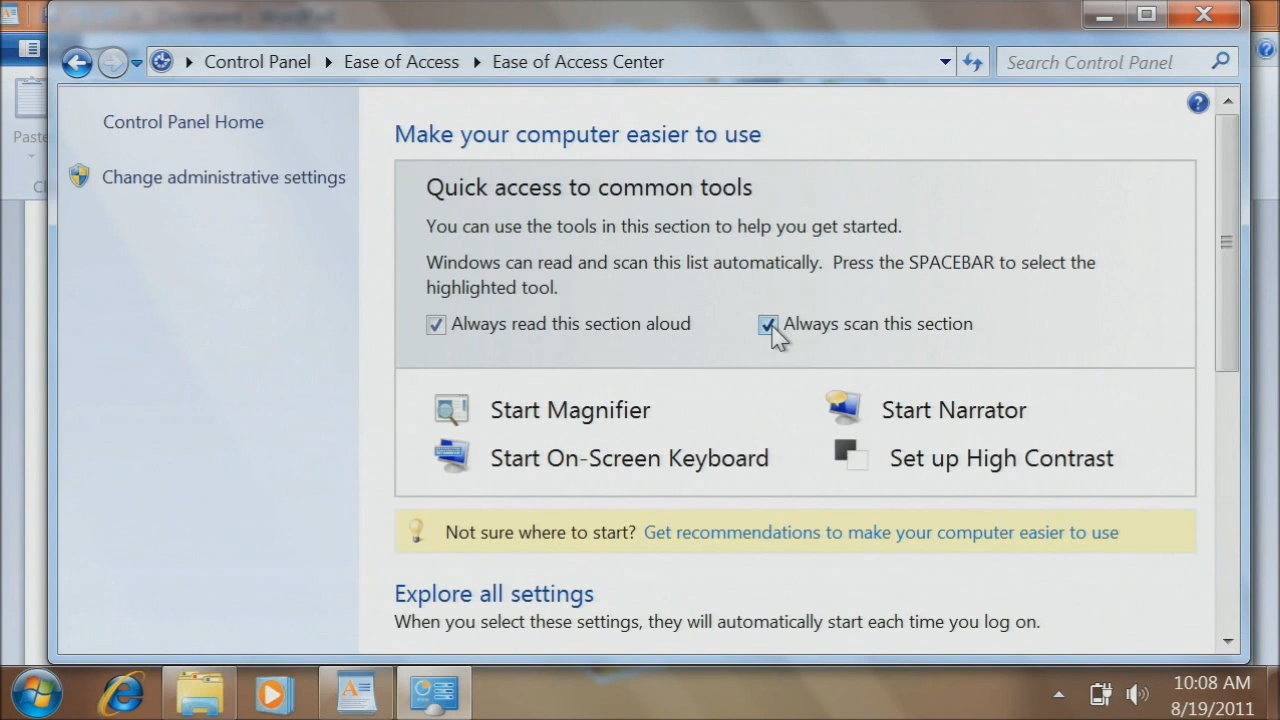 Document - WordPad
Control Panel Ease of Access Ease of Access Center
Search Control Panel
Paste
Control Panel Home
Change administrative settings
Make your computer easier to use
Quick access to common tools
You can use the tools in this section to help you get started.
Windows can read and scan this list automatically. Press the SPACEBAR to select the
highlighted tool.
Always read this section aloud
Always scan this section
Start Magnifier
Start Narrator
Start On-Screen Keyboard
Set up High Contrast
Not sure where to start? Get recommendations to make your computer easier to use
Explore all settings
When you select these settings, they will automatically start each time you log on.
10:08 AM
8/19/2011